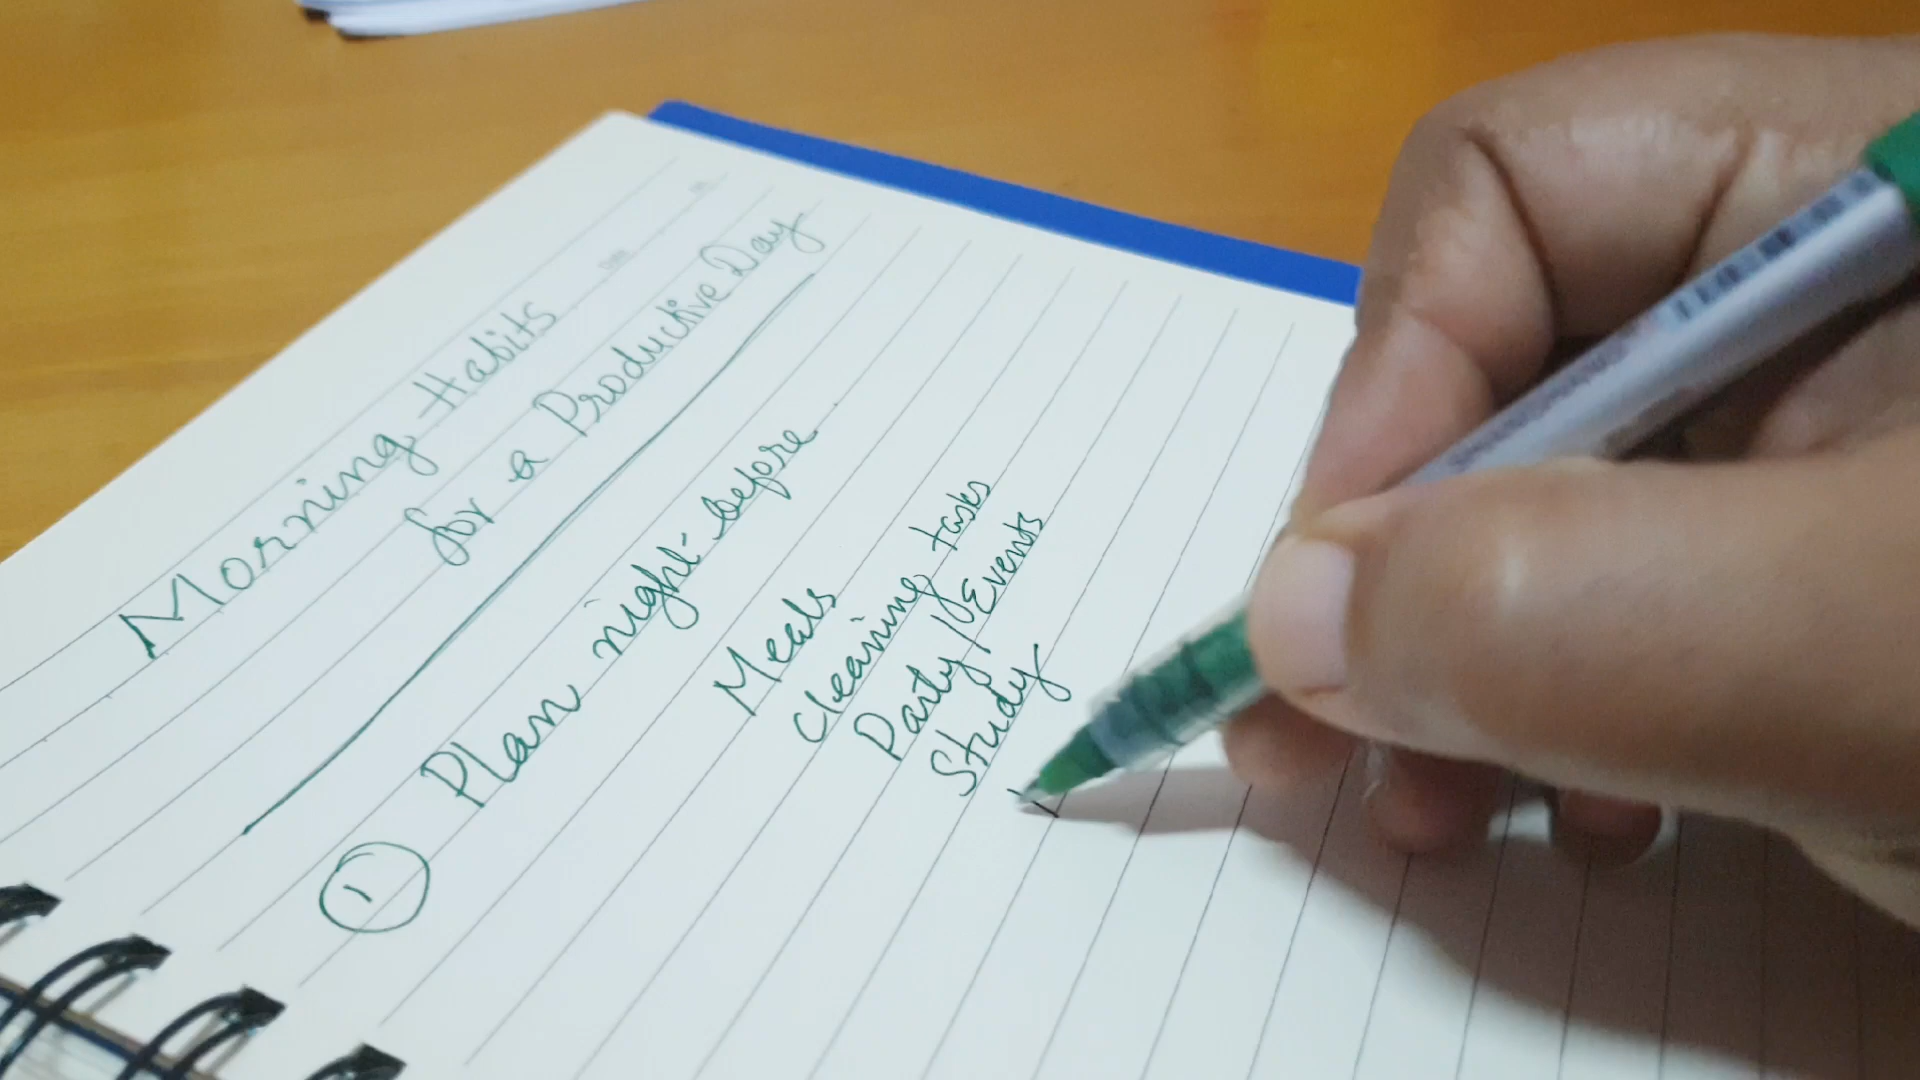 Morning Habits
for a Productive Day
1 Plan night before
Meals
Cleaning tasks
Party/Events
Study